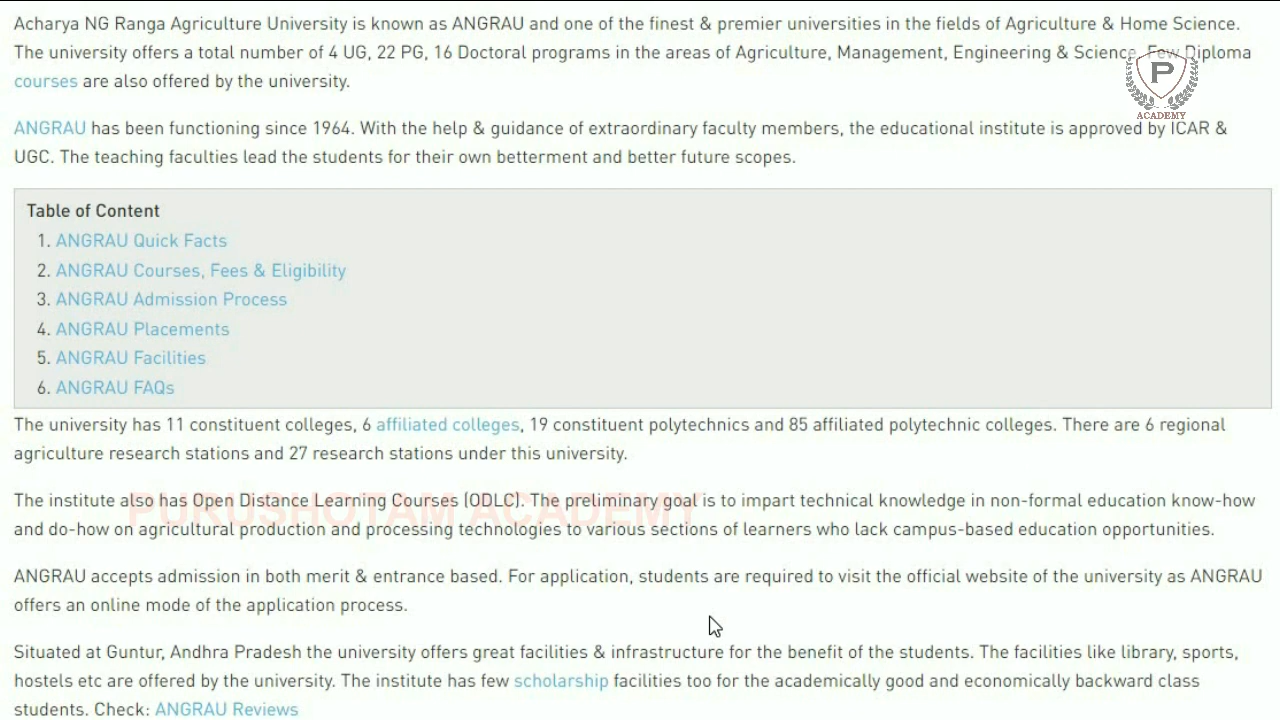 Acharya NG Ranga Agriculture University is known as ANGRAU and one of the finest & premier universities in the fields of Agriculture & Home Science.
The university offers a total number of 4 UG, 22 PG, 16 Doctoral programs in the areas of Agriculture, Management, Engineering & Science. Few Diploma
courses are also offered by the university.
P
ACADEMY
ANGRAU has been functioning since 1964. With the help & guidance of extraordinary faculty members, the educational institute is approved by ICAR &
UGC. The teaching faculties lead the students for their own betterment and better future scopes.
Table of Content
1. ANGRAU Quick Facts
2. ANGRAU Courses, Fees & Eligibility
3. ANGRAU Admission Process
4. ANGRAU Placements
5. ANGRAU Facilities
6. ANGRAU FAQs
The university has 11 constituent colleges, 6 affiliated colleges, 19 constituent polytechnics and 85 affiliated polytechnic colleges. There are 6 regional
agriculture research stations and 27 research stations under this university.
The institute also has Open Distance Learning Courses (ODLC). The preliminary goal is to impart technical knowledge in non-formal education know-how
PURUSHOTAM ACADEMY
and do-how on agricultural production and processing technologies to various sections of learners who lack campus-based education opportunities.
ANGRAU accepts admission in both merit & entrance based. For application, students are required to visit the official website of the university as ANGRAU
offers an online mode of the application process.
Situated at Guntur, Andhra Pradesh the university offers great facilities & infrastructure for the benefit of the students. The facilities like library, sports,
hostels etc are offered by the university. The institute has few scholarship facilities too for the academically good and economically backward class
students. Check: ANGRAU Reviews